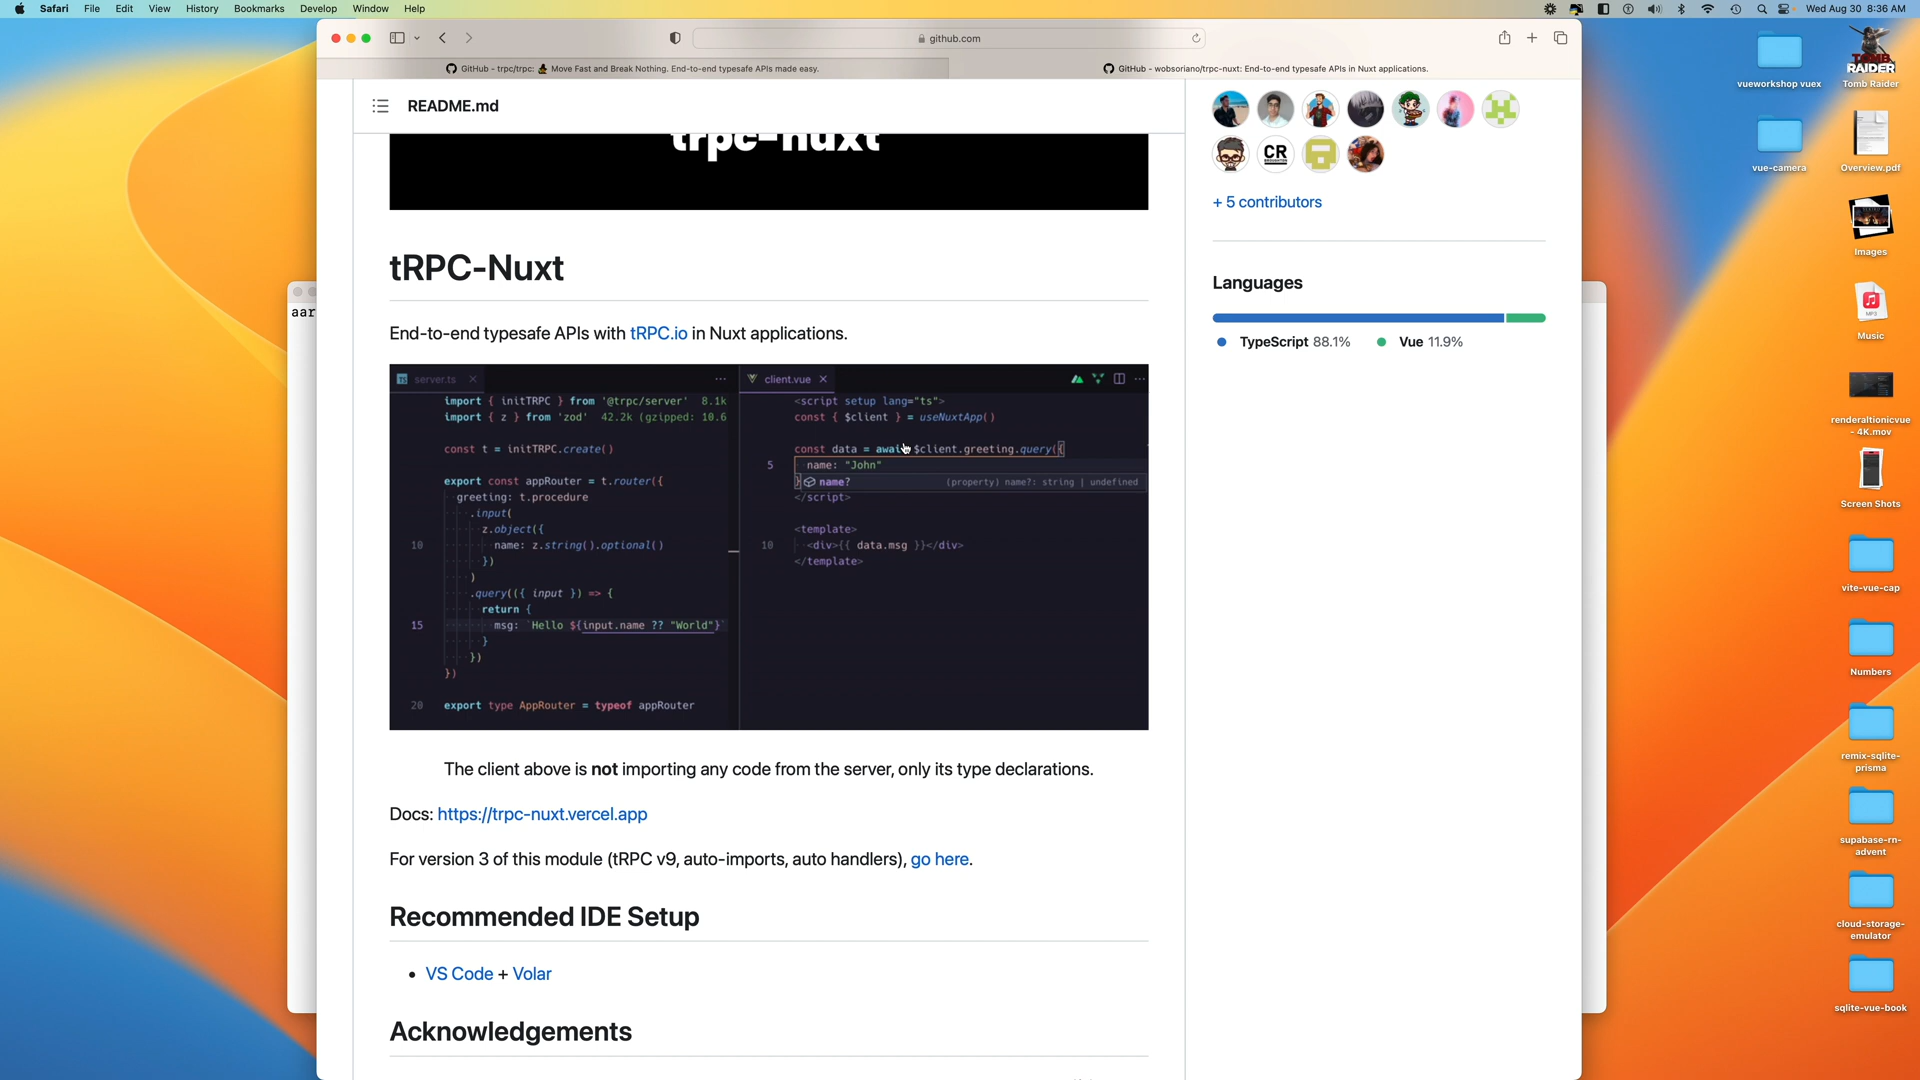 Safari File Edit View History Bookmarks Develop Window Help
Wed Aug 30 8:36 AM
github.com
GitHub - trpc/trpc: Move Fast and Break Nothing. End-to-end typesafe APIs made easy.
GitHub - wobsoriano/trpc-nuxt: End-to-end typesafe APIs in Nuxt applications.
README.md
trpc-nuxt
tRPC-Nuxt
End-to-end typesafe APIs with tRPC.io in Nuxt applications.
TS server.ts
import { initTRPC } from '@trpc/server' 8.1k
import { z } from 'zod' 42.2k (gzipped: 10.6
const t = initTRPC.create()
export const appRouter = t.router({
greeting: t.procedure
.input(
z.object({
10 name: z.string().optional()
})
)
.query(({ input }) => {
return {
15 msg: `Hello ${input.name ?? "World"}`
}
})
})
20 export type AppRouter = typeof appRouter
client.vue
<script setup lang="ts">
const { $client } = useNuxtApp()
const data = await $client.greeting.query({
5 name: "John"
})
name? (property) name?: string | undefined
</script>
<template>
10 <div>{{ data.msg }}</div>
</template>
The client above is not importing any code from the server, only its type declarations.
Docs: https://trpc-nuxt.vercel.app
For version 3 of this module (tRPC v9, auto-imports, auto handlers), go here.
Recommended IDE Setup
VS Code + Volar
Acknowledgements
CR
+ 5 contributors
Languages
TypeScript 88.1% Vue 11.9%
aar
vueworkshop vuex
vue-camera
TOMB RAIDER
Tomb Raider
Overview.pdf
Images
MP3
Music
renderaltionicvue
- 4K.mov
Screen Shots
vite-vue-cap
Numbers
remix-sqlite-
prisma
supabase-rn-
advent
cloud-storage-
emulator
sqlite-vue-book